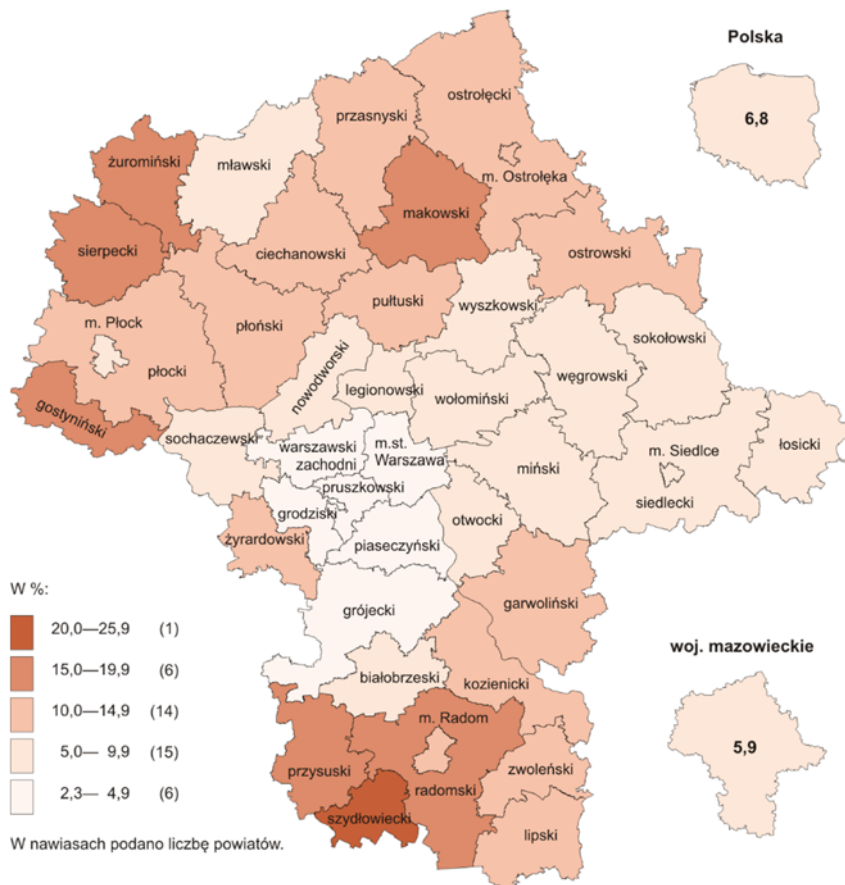 Polska
6,8
ostrołęcki
przasnyski
żuromiński
mławski
m. Ostrołęka
makowski
sierpecki
ciechanowski
ostrowski
pułtuski
wyszkowski
m. Płock
płoński
sokołowski
nowodworski
płocki
legionowski
wołomiński
węgrowski
gostyniński
sochaczewski
warszawski
zachodni
m.st.
Warszawa
m. Siedlce
łosicki
miński
pruszkowski
siedlecki
grodziski
otwocki
żyrardowski
piaseczyński
W %:
garwoliński
grójecki
20,0—25,9 (1)
woj. mazowieckie
15,0—19,9 (6)
białobrzeski
kozienicki
10,0—14,9 (14)
m. Radom
5,9
5,0— 9,9 (15)
przysuski
zwoleński
radomski
2,3— 4,9 (6)
szydłowiecki
lipski
W nawiasach podano liczbę powiatów.